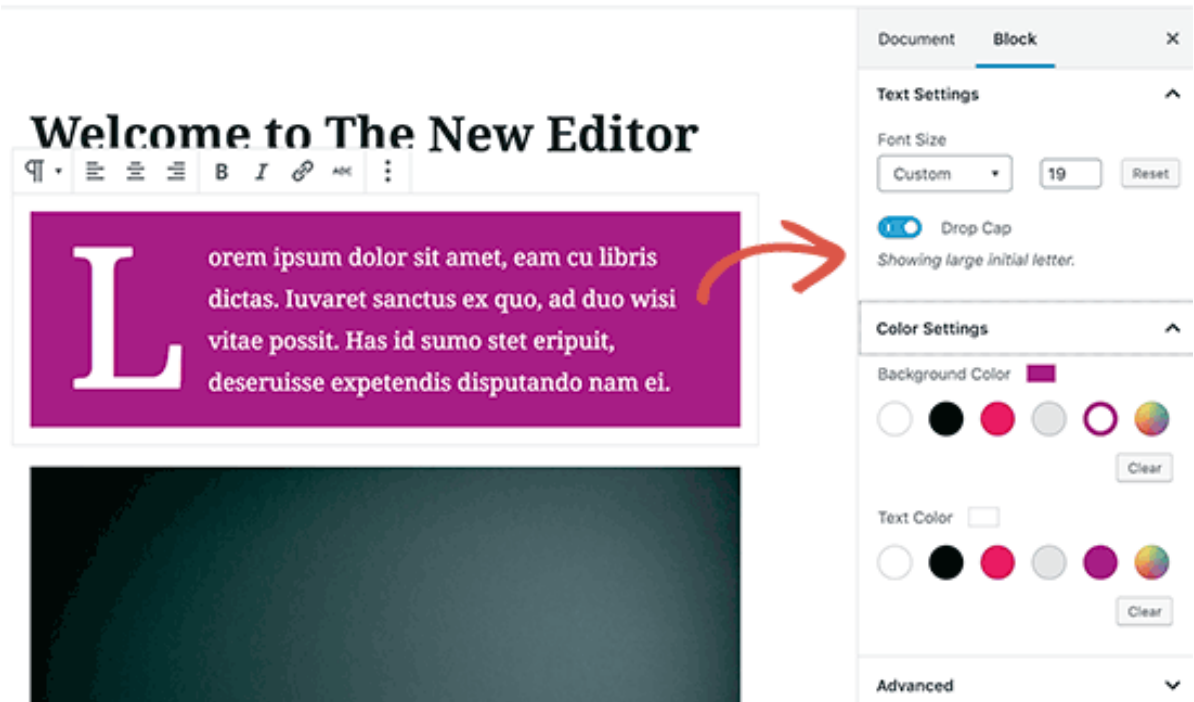 Welcome to The New Editor
B I ABC
Lorem ipsum dolor sit amet, eam cu libris
dictas. Iuvaret sanctus ex quo, ad duo wisi
vitae possit. Has id sumo stet eripuit,
deseruisse expetendis disputando nam ei.
Document Block
Text Settings
Font Size
Custom 19 Reset
Drop Cap
Showing large initial letter.
Color Settings
Background Color
Clear
Text Color
Clear
Advanced